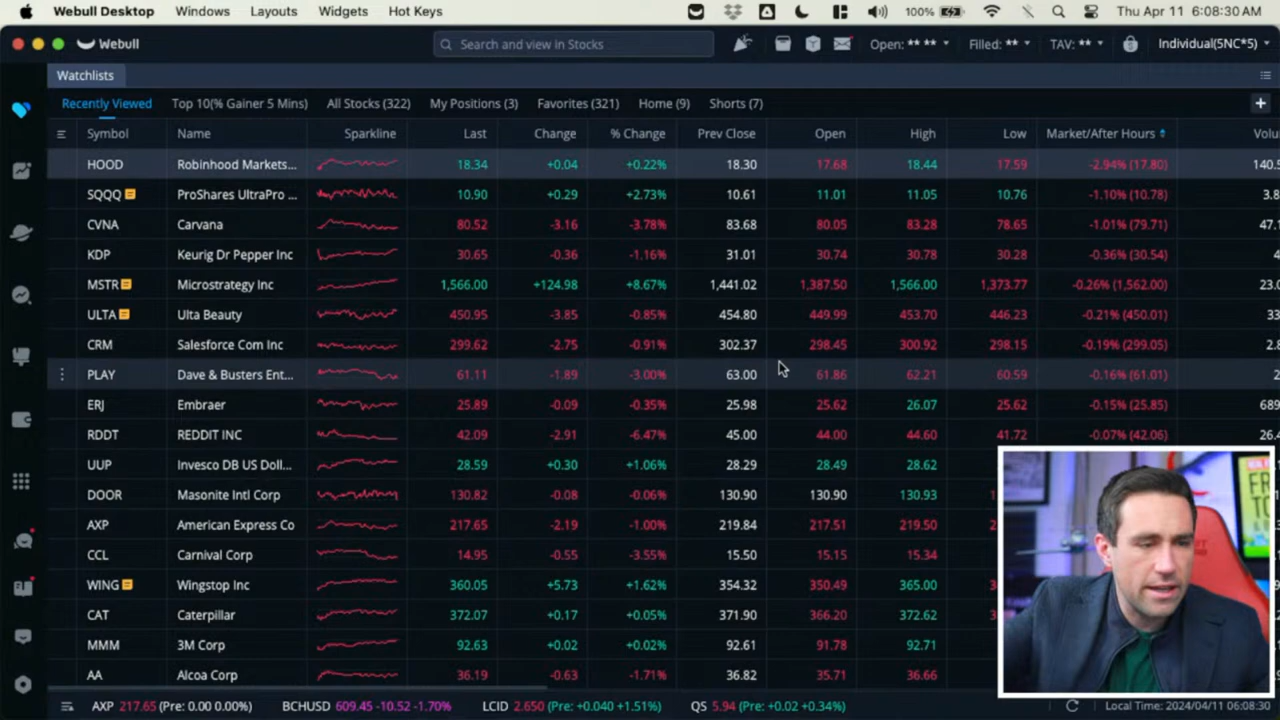 Webull Desktop Windows Layouts Widgets Hot Keys 100% Thu Apr 11 6:08:30 AM
Webull Search and view in Stocks Open: ** ** Filled: ** TAV: ** Individual(5NC*5)
Watchlists
Recently Viewed Top 10(% Gainer 5 Mins) All Stocks (322) My Positions (3) Favorites (321) Home (9) Shorts (7)
Symbol Name Sparkline Last Change % Change Prev Close Open High Low Market/After Hours Volu
HOOD Robinhood Markets... 18.34 +0.04 +0.22% 18.30 17.68 18.44 17.59 -2.94% (17.80) 140.5
SQQQ ProShares UltraPro ... 10.90 +0.29 +2.73% 10.61 11.01 11.05 10.76 -1.10% (10.78) 3.8
CVNA Carvana 80.52 -3.16 -3.78% 83.68 80.05 83.28 78.65 -1.01% (79.71) 47.
KDP Keurig Dr Pepper Inc 30.65 -0.36 -1.16% 31.01 30.74 30.78 30.28 -0.36% (30.54) 4
MSTR Microstrategy Inc 1,566.00 +124.98 +8.67% 1,441.02 1,387.50 1,566.00 1,373.77 -0.26% (1,562.00) 23.0
ULTA Ulta Beauty 450.95 -3.85 -0.85% 454.80 449.99 453.70 446.23 -0.21% (450.01) 33
CRM Salesforce Com Inc 299.62 -2.75 -0.91% 302.37 298.45 300.92 298.15 -0.19% (299.05) 2.8
PLAY Dave & Busters Ent... 61.11 -1.89 -3.00% 63.00 61.86 62.21 60.59 -0.16% (61.01) 2
ERJ Embraer 25.89 -0.09 -0.35% 25.98 25.62 26.07 25.62 -0.15% (25.85) 689
RDDT REDDIT INC 42.09 -2.91 -6.47% 45.00 44.00 44.60 41.72 -0.07% (42.06) 26.4
UUP Invesco DB US Doll... 28.59 +0.30 +1.06% 28.29 28.49 28.62
DOOR Masonite Intl Corp 130.82 -0.08 -0.06% 130.90 130.90 130.93
AXP American Express Co 217.65 -2.19 -1.00% 219.84 217.51 219.50
CCL Carnival Corp 14.95 -0.55 -3.55% 15.50 15.15 15.34
WING Wingstop Inc 360.05 +5.73 +1.62% 354.32 350.49 365.00
CAT Caterpillar 372.07 +0.17 +0.05% 371.90 366.20 372.62
MMM 3M Corp 92.63 +0.02 +0.02% 92.61 91.78 92.71
AA Alcoa Corp 36.19 -0.63 -1.71% 36.82 35.71 36.66
AXP 217.65 (Pre: 0.00 0.00%) BCHUSD 609.45 -10.52 -1.70% LCID 2.650 (Pre: +0.040 +1.51%) QS 5.94 (Pre: +0.02 +0.34%) Local Time: 2024/04/11 06:08:30